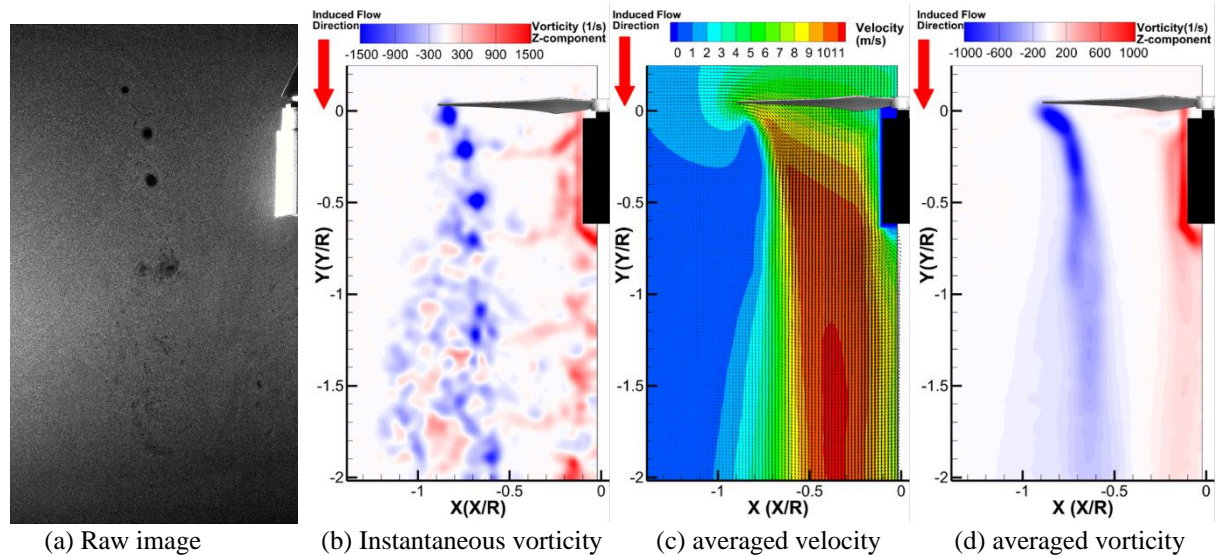 Induced Flow
Direction
Vorticity (1/s)
Z-component
-1500 -900 -300 300 900 1500
0
-0.5
-1
-1.5
-2
Y(Y/R)
-1 -0.5 0
X(X/R)
Induced Flow
Direction
Velocity
(m/s)
0 1 2 3 4 5 6 7 8 9 1011
0
-0.5
-1
-1.5
-2
Y(Y/R)
-1 -0.5 0
X (X/R)
Induced Flow
Direction
Vorticity(1/s)
Z-component
-1000 -600 -200 200 600 1000
0
-0.5
-1
-1.5
-2
Y(Y/R)
-1 -0.5 0
X (X/R)
(a) Raw image
(b) Instantaneous vorticity
(c) averaged velocity
(d) averaged vorticity